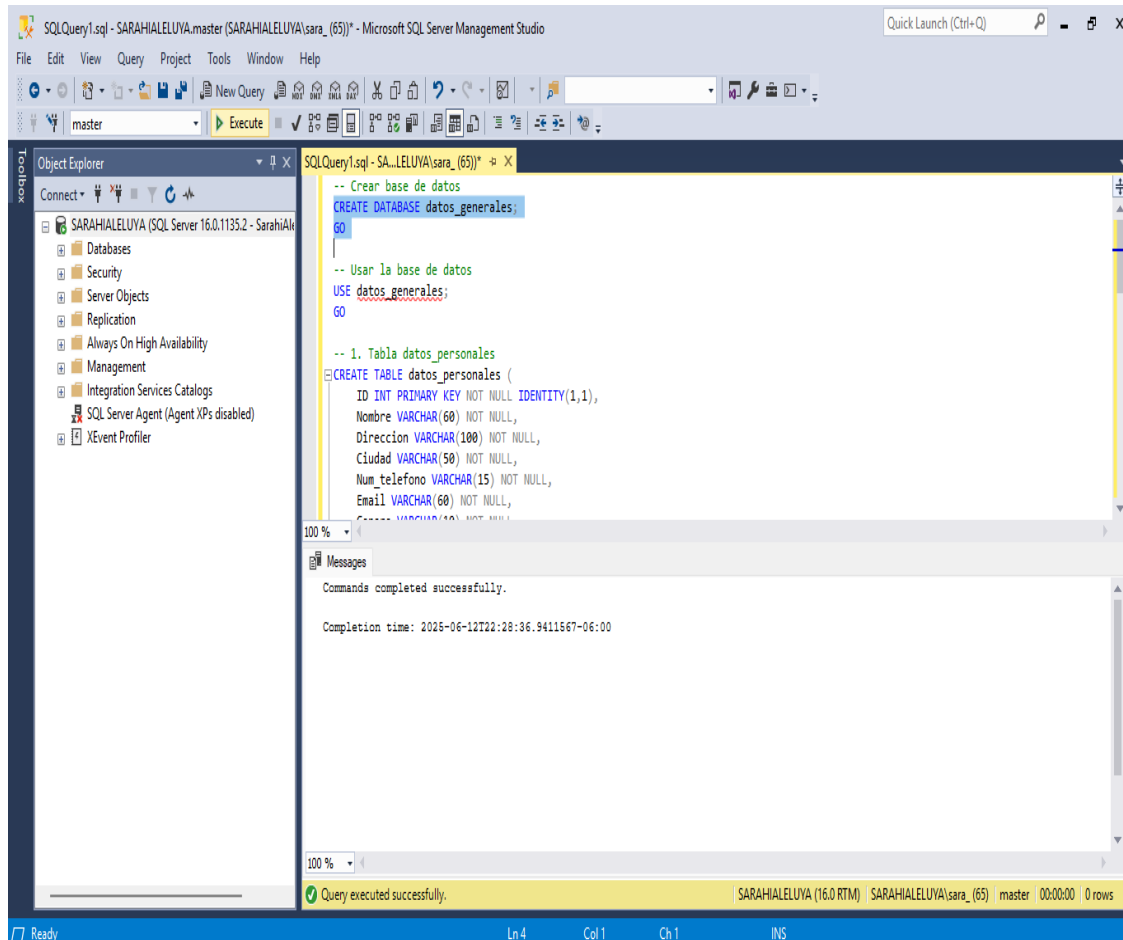 SQLQuery1.sql - SARAHIALELUYA.master (SARAHIALELUYA\sara_ (65))* - Microsoft SQL Server Management Studio
Quick Launch (Ctrl+Q)
File Edit View Query Project Tools Window Help
New Query
MDX DMX XMLA DAX
master Execute
Toolbox
Object Explorer
Connect
SARAHIALELUYA (SQL Server 16.0.1135.2 - SarahiAle
Databases
Security
Server Objects
Replication
Always On High Availability
Management
Integration Services Catalogs
SQL Server Agent (Agent XPs disabled)
XEvent Profiler
SQLQuery1.sql - SA...LELUYA\sara_ (65))*
-- Crear base de datos
CREATE DATABASE datos_generales;
GO
-- Usar la base de datos
USE datos_generales;
GO
-- 1. Tabla datos_personales
CREATE TABLE datos_personales (
ID INT PRIMARY KEY NOT NULL IDENTITY(1,1),
Nombre VARCHAR(60) NOT NULL,
Direccion VARCHAR(100) NOT NULL,
Ciudad VARCHAR(50) NOT NULL,
Num_telefono VARCHAR(15) NOT NULL,
Email VARCHAR(60) NOT NULL,
100 %
Messages
Commands completed successfully.
Completion time: 2025-06-12T22:28:36.9411567-06:00
100 %
Query executed successfully.
SARAHIALELUYA (16.0 RTM) SARAHIALELUYA\sara_ (65) master 00:00:00 0 rows
Ready Ln 4 Col 1 Ch 1 INS